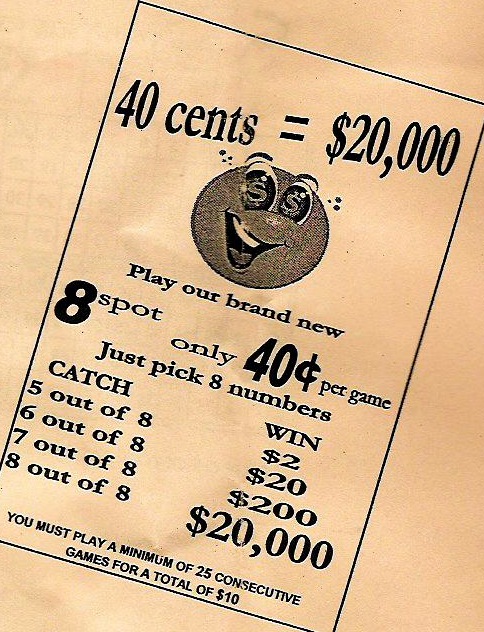 40 cents = $20,000
Play our brand new
8 spot only 40¢ per game
Just pick 8 numbers
CATCH WIN
5 out of 8 $2
6 out of 8 $20
7 out of 8 $200
8 out of 8 $20,000
YOU MUST PLAY A MINIMUM OF 25 CONSECUTIVE
GAMES FOR A TOTAL OF $10